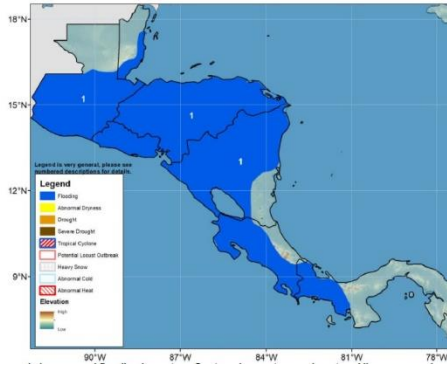 18°N
15°N
12°N
9°N
1
1
1
Legend is very general, please see
numbered descriptions for details.
Legend
Flooding
Abnormal Dryness
Drought
Severe Drought
Tropical Cyclone
Potential Locust Outbreak
Heavy Snow
Abnormal Cold
Abnormal Heat
Elevation
High
Low
90°W 87°W 84°W 81°W 78°W